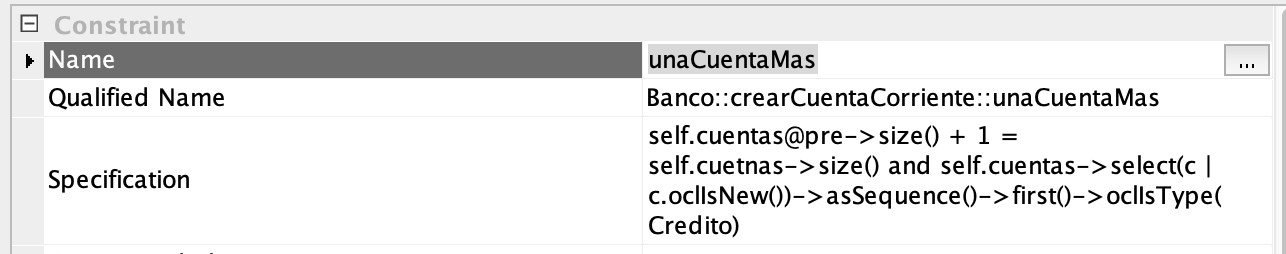 Constraint
Name unaCuentaMas ...
Qualified Name Banco::crearCuentaCorriente::unaCuentaMas
Specification self.cuentas@pre->size() + 1 =
self.cuetnas->size() and self.cuentas->select(c |
c.oclIsNew())->asSequence()->first()->oclIsType(
Credito)